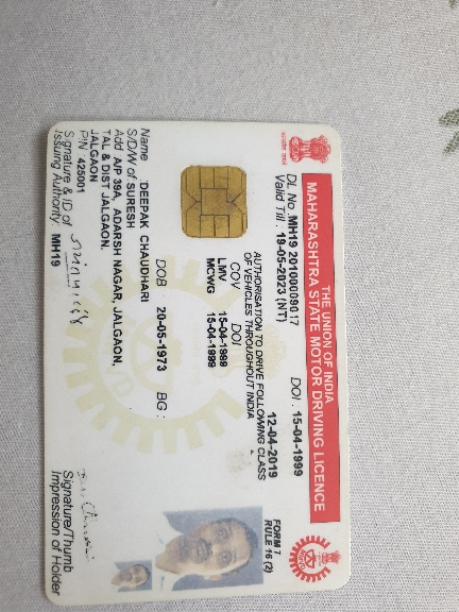 THE UNION OF INDIA
MAHARASHTRA STATE MOTOR DRIVING LICENCE
DL No. MH19 20100009017 DOI : 15-04-1999
Valid Till : 19-05-2023 (NT) 12-04-2019
FORM 7
RULE 16 (2)
AUTHORISATION TO DRIVE FOLLOWING CLASS
OF VEHICLES THROUGHOUT INDIA
COV DOI
LMV 15-04-1999
MCWG 15-04-1999
DOB : 20-05-1973 BG :
Name :DEEPAK CHAUDHARI
S/D/W of SURESH
Add A/P 39A, ADARSH NAGAR, JALGAON,
TAL & DIST JALGAON.
JALGAON
PIN 425001
Signature & ID of
Issuing Authority: MH19
Signature/Thumb
Impression of Holder